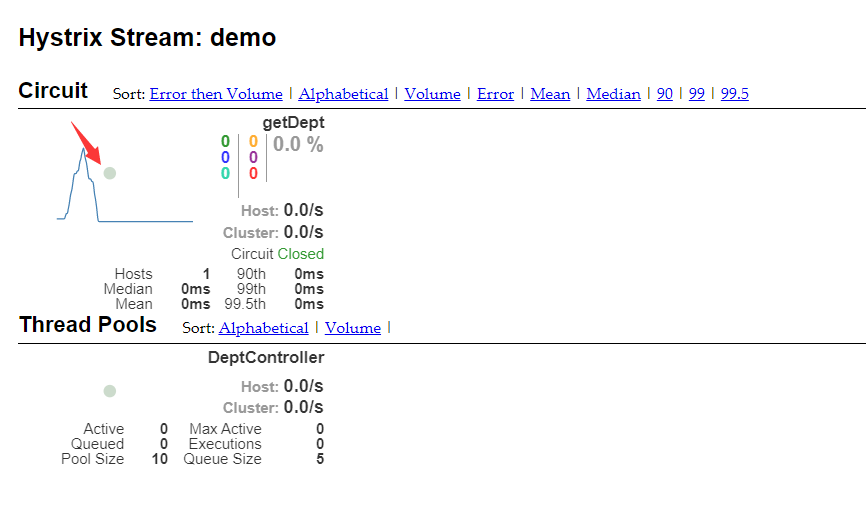 Hystrix Stream: demo
Circuit Sort: Error then Volume | Alphabetical | Volume | Error | Mean | Median | 90 | 99 | 99.5
getDept
0 0 0.0 %
0 0
0 0
Host: 0.0/s
Cluster: 0.0/s
Circuit Closed
Hosts 1 90th 0ms
Median 0ms 99th 0ms
Mean 0ms 99.5th 0ms
Thread Pools Sort: Alphabetical | Volume |
DeptController
Host: 0.0/s
Cluster: 0.0/s
Active 0 Max Active 0
Queued 0 Executions 0
Pool Size 10 Queue Size 5